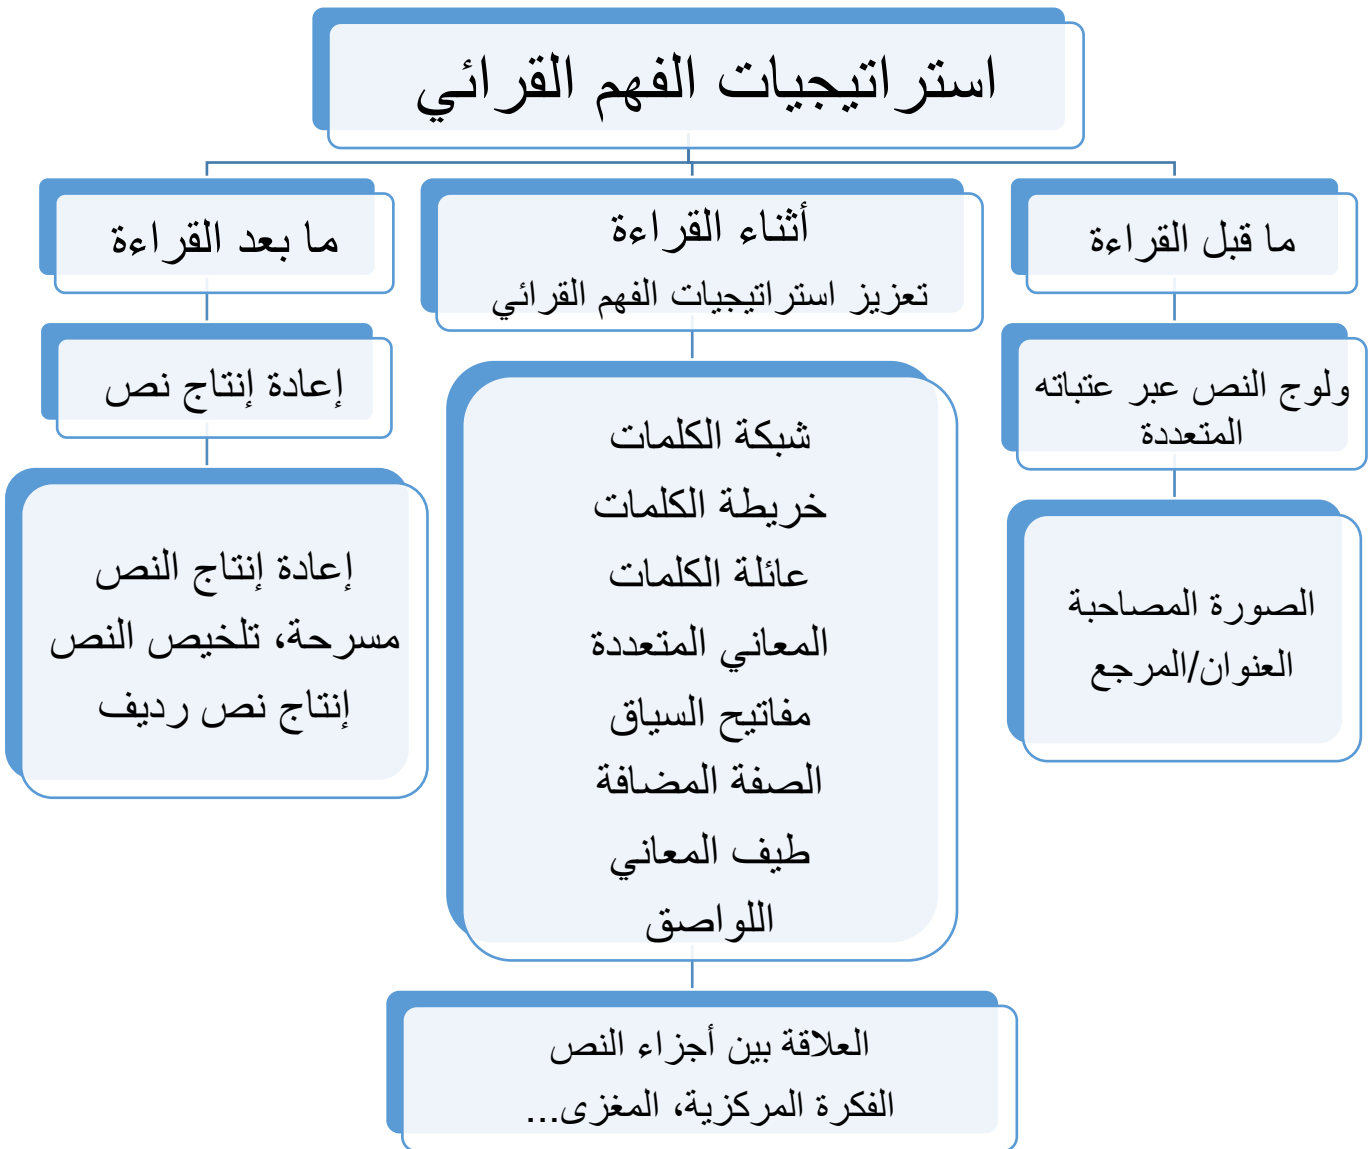 استراتيجيات الفهم القرائي
ما قبل القراءة
ولوج النص عبر عتباته
المتعددة
الصورة المصاحبة
العنوان/المرجع
أثناء القراءة
تعزيز استراتيجيات الفهم القرائي
شبكة الكلمات
خريطة الكلمات
عائلة الكلمات
المعاني المتعددة
مفاتيح السياق
الصفة المضافة
طيف المعاني
اللواصق
العلاقة بين أجزاء النص
الفكرة المركزية، المغزى...
ما بعد القراءة
إعادة إنتاج نص
إعادة إنتاج النص
مسرحة، تلخيص النص
إنتاج نص رديف